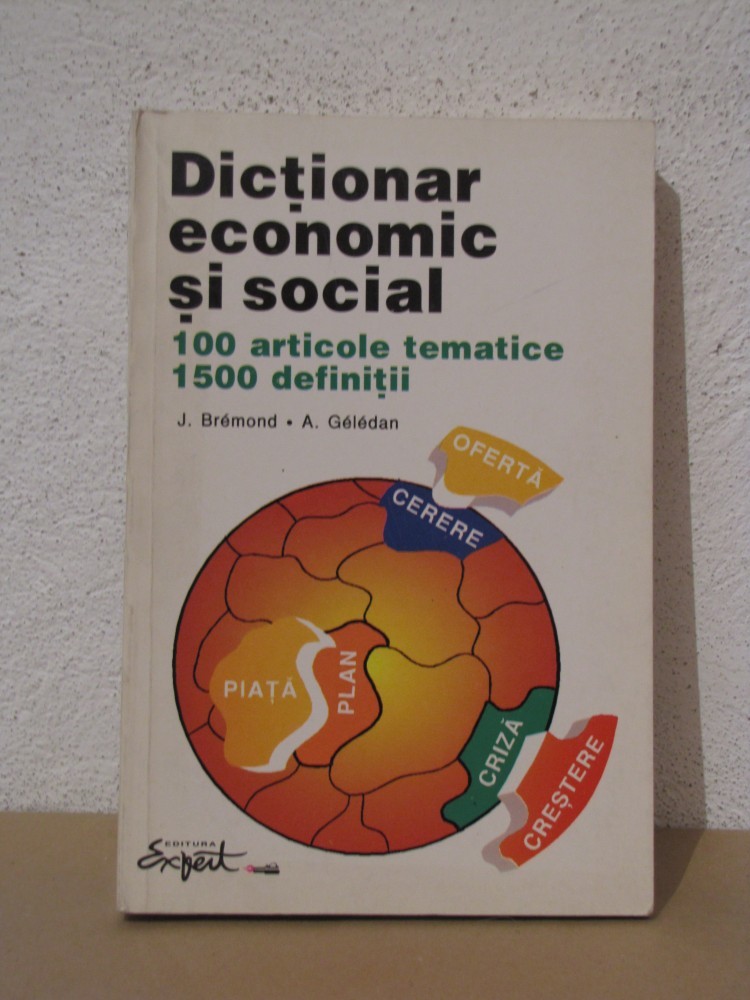 Dicționar
economic
și social
100 articole tematice
1500 definiții
J. Brémond • A. Gélédan
OFERTĂ
CERERE
PIAȚĂ
PLAN
CRIZĂ
CREȘTERE
EDITURA
Expert